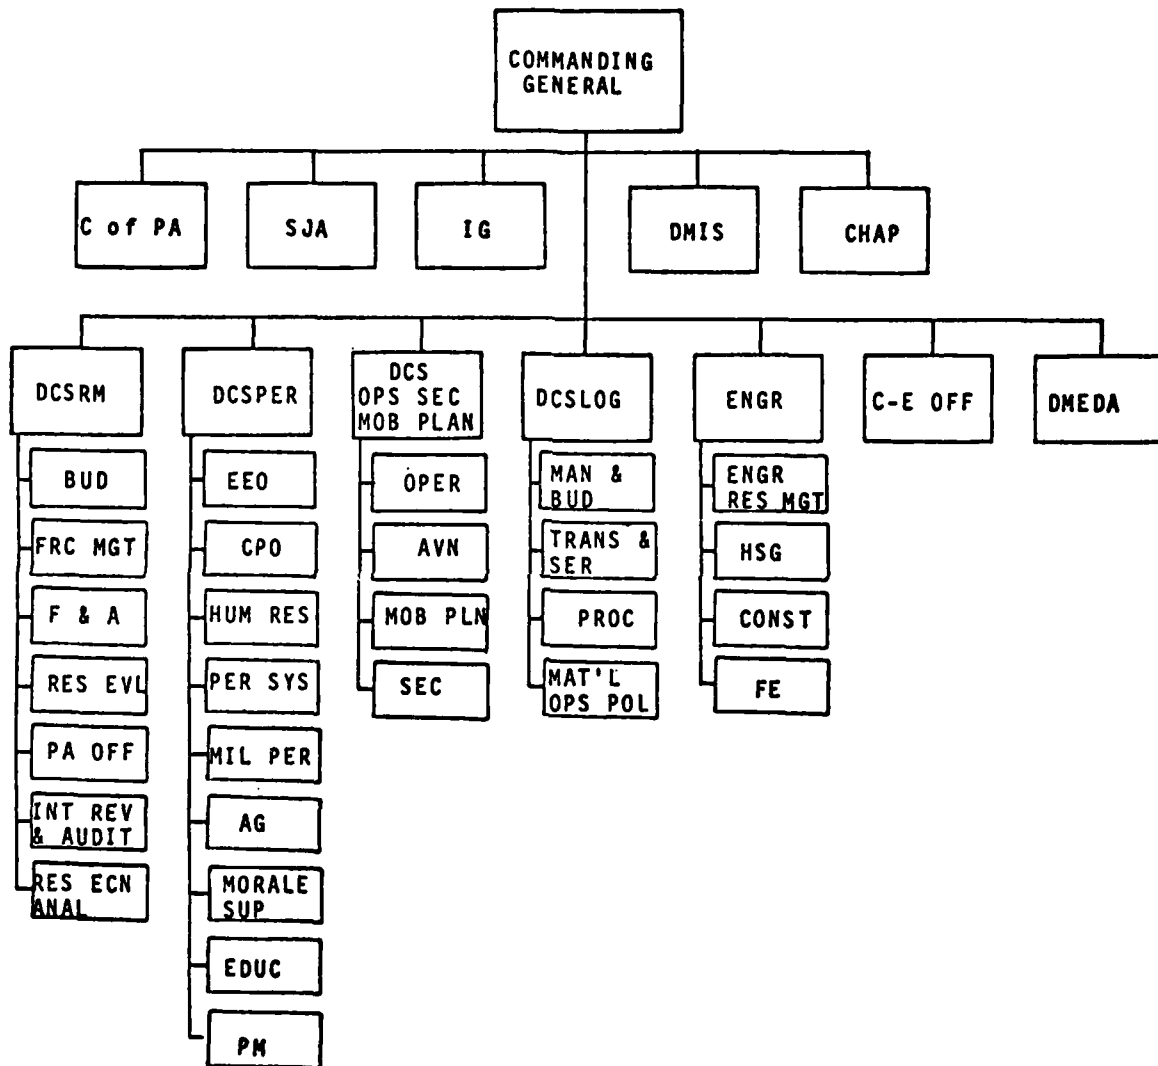 COMMANDING
GENERAL
C of PA
SJA
IG
DMIS
CHAP
DCSRM
DCSPER
DCS
OPS SEC
MOB PLAN
DCSLOG
ENGR
C-E OFF
DMEDA
BUD
FRC MGT
F & A
RES EVL
PA OFF
INT REV
& AUDIT
RES ECN
ANAL
EEO
CPO
HUM RES
PER SYS
MIL PER
AG
MORALE
SUP
EDUC
PM
OPER
AVN
MOB PLN
SEC
MAN &
BUD
TRANS &
SER
PROC
MAT'L
OPS POL
ENGR
RES MGT
HSG
CONST
FE